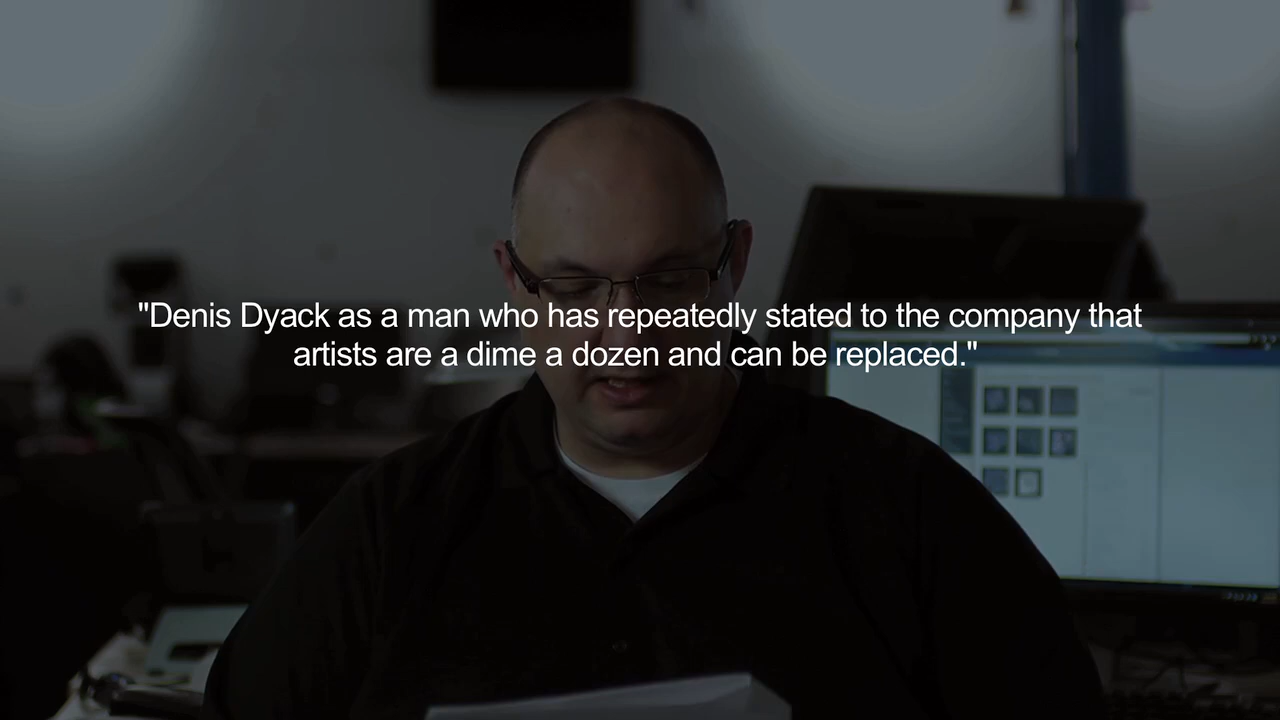 "Denis Dyack as a man who has repeatedly stated to the company that
artists are a dime a dozen and can be replaced."